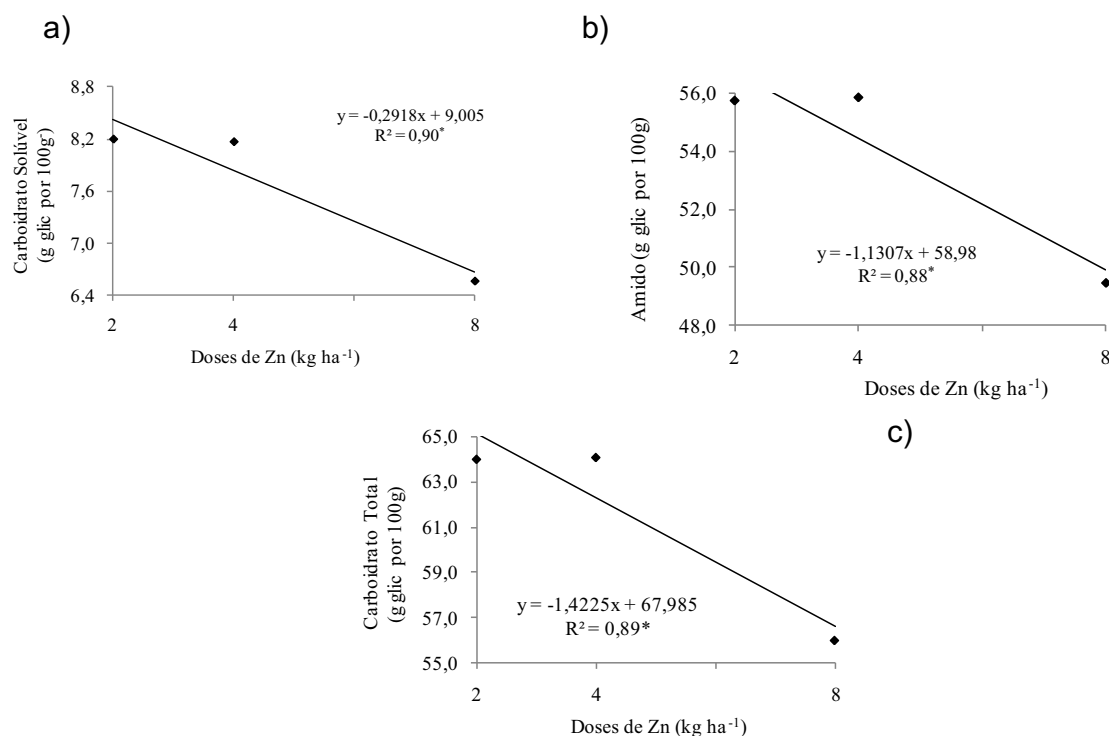 a)
Carboidrato Solúvel
(g glic por 100g)
8,8
8,2
7,6
7,0
6,4
y = -0,2918x + 9,005
R² = 0,90*
2
4
8
Doses de Zn (kg ha⁻¹)
b)
Amido (g glic por 100g)
56,0
54,0
52,0
50,0
48,0
y = -1,1307x + 58,98
R² = 0,88*
2
4
8
Doses de Zn (kg ha⁻¹)
c)
Carboidrato Total
(g glic por 100g)
65,0
63,0
61,0
59,0
57,0
55,0
y = -1,4225x + 67,985
R² = 0,89*
2
4
8
Doses de Zn (kg ha⁻¹)